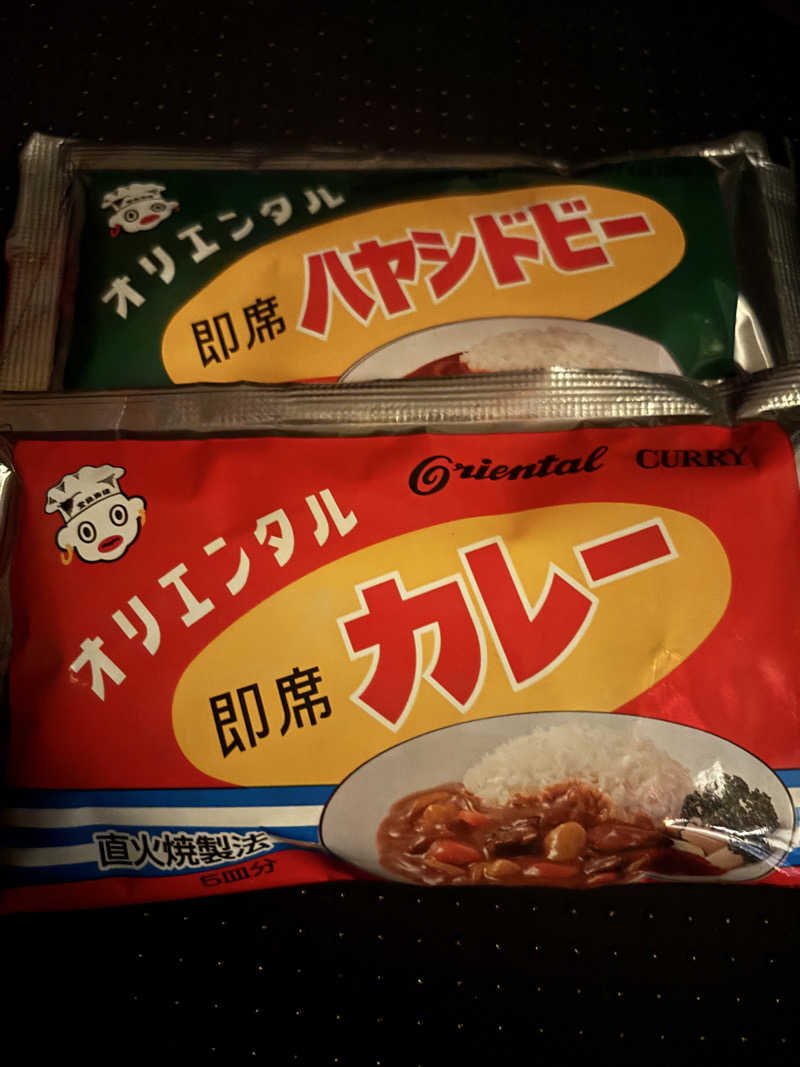 オリエンタル
即席 ハヤシドビー
Oriental CURRY
オリエンタル
即席 カレー
直火焼製法
5皿分